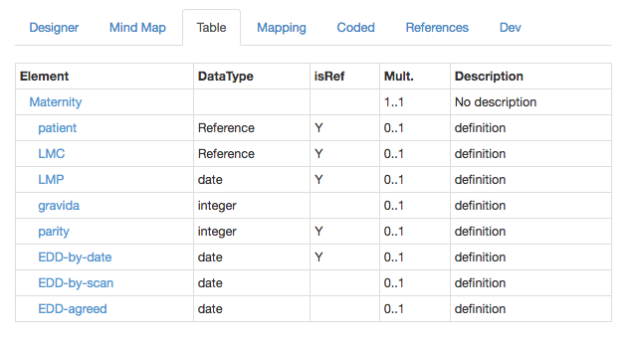 Designer Mind Map Table Mapping Coded References Dev
Element DataType isRef Mult. Description
Maternity 1..1 No description
patient Reference Y 0..1 definition
LMC Reference Y 0..1 definition
LMP date Y 0..1 definition
gravida integer 0..1 definition
parity integer Y 0..1 definition
EDD-by-date date Y 0..1 definition
EDD-by-scan date 0..1 definition
EDD-agreed date 0..1 definition